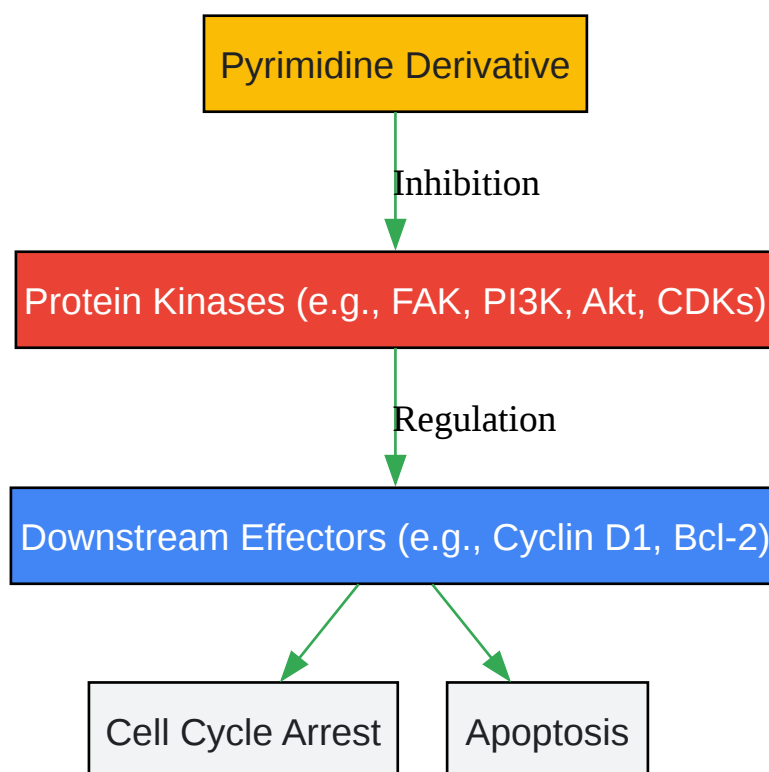 Pyrimidine Derivative
Inhibition
Protein Kinases (e.g., FAK, PI3K, Akt, CDKs)
Regulation
Downstream Effectors (e.g., Cyclin D1, Bcl-2)
Cell Cycle Arrest
Apoptosis